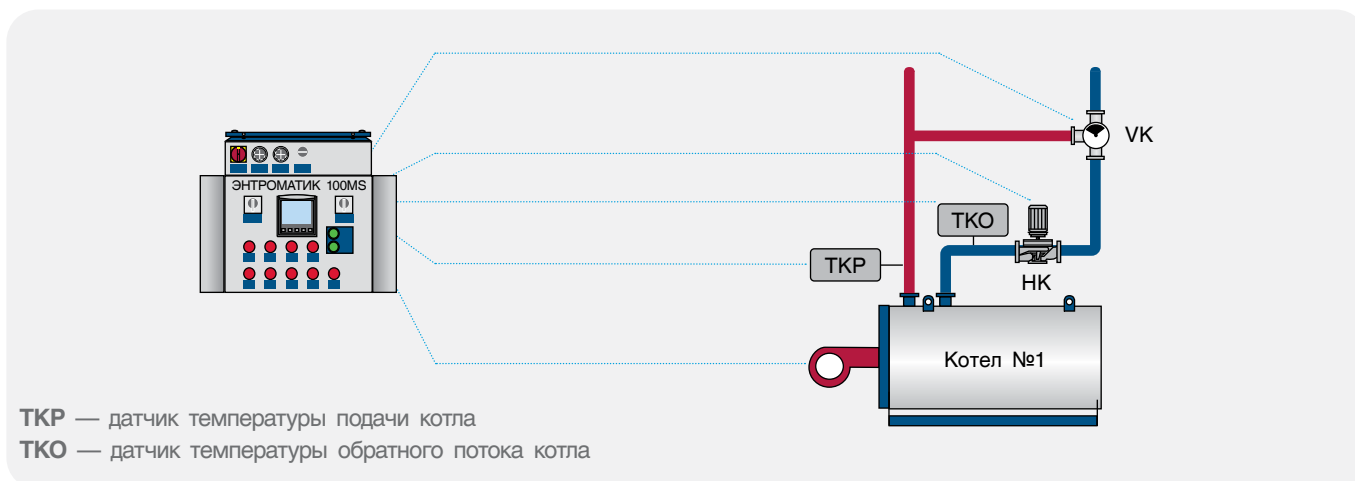 VK
ЭНТРОМАТИК 100MS
ТКО
ТКР
НК
Котел №1
ТКР — датчик температуры подачи котла
ТКО — датчик температуры обратного потока котла